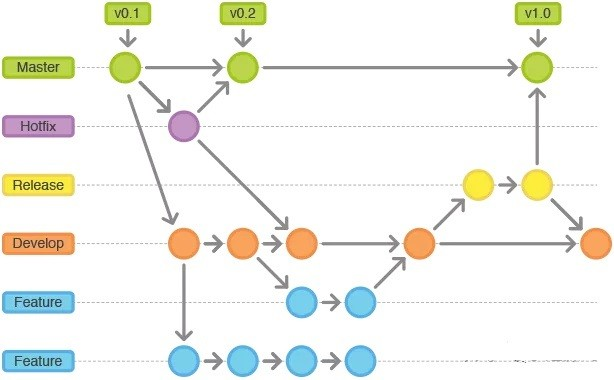 v0.1
v0.2
v1.0
Master
Hotfix
Release
Develop
Feature
Feature